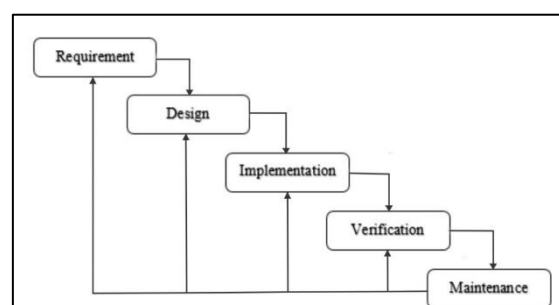 Requirement
Design
Implementation
Verification
Maintenance